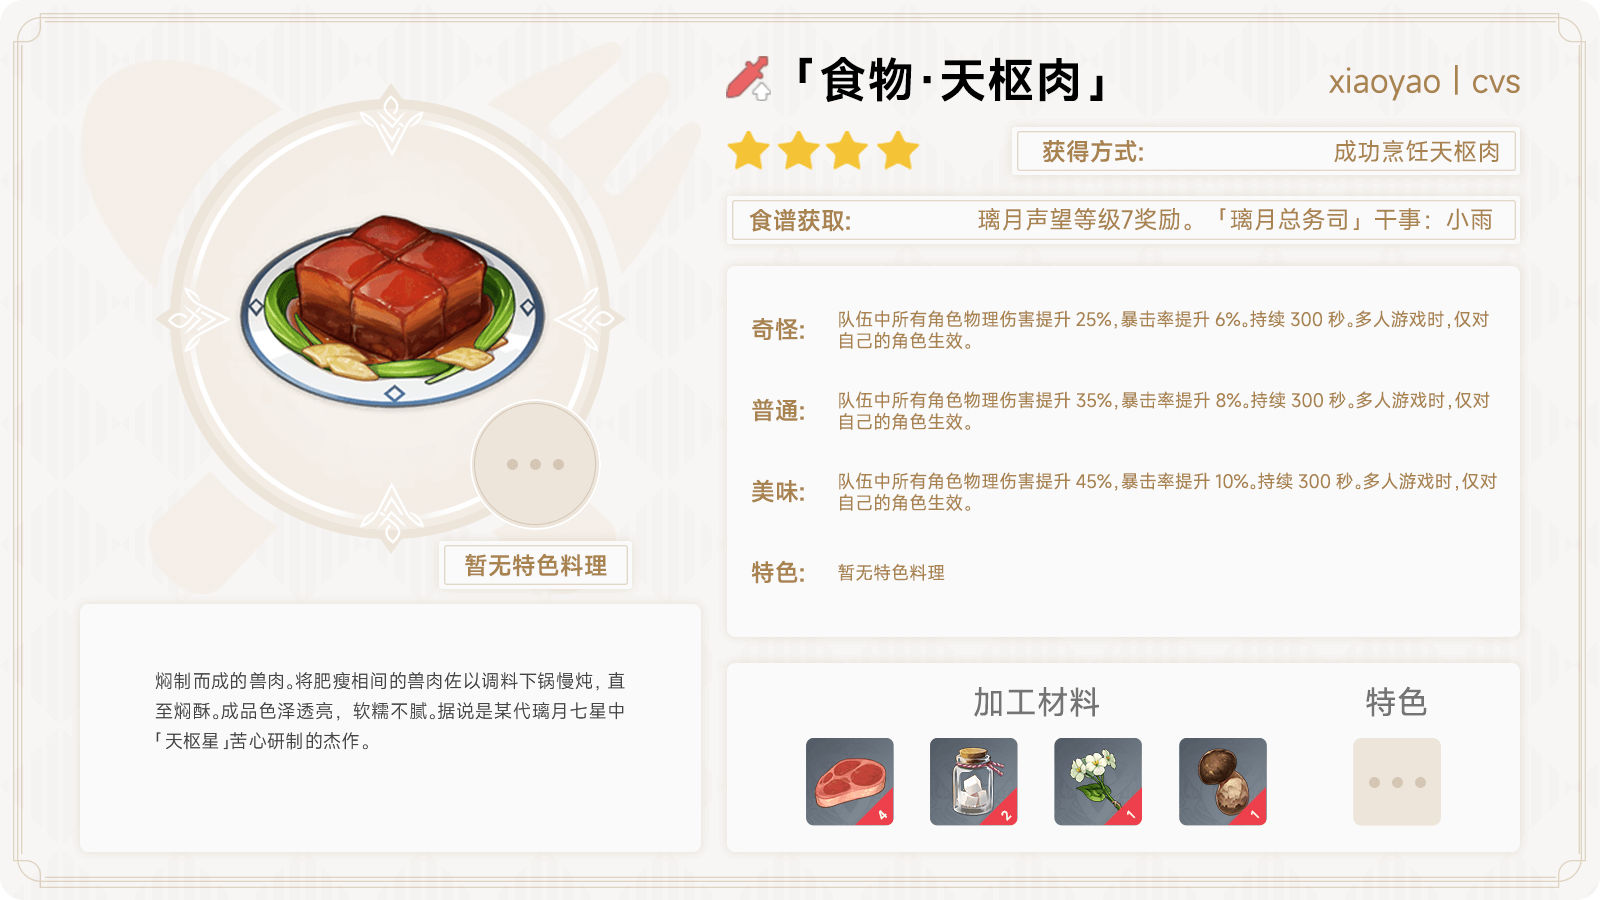 「食物·天枢肉」
xiaoyao | cvs
获得方式:
成功烹饪天枢肉
食谱获取:
璃月声望等级7奖励。「璃月总务司」干事：小雨
奇怪:
队伍中所有角色物理伤害提升 25%,暴击率提升 6%。持续 300 秒。多人游戏时,仅对
自己的角色生效。
普通:
队伍中所有角色物理伤害提升 35%,暴击率提升 8%。持续 300 秒。多人游戏时,仅对
自己的角色生效。
美味:
队伍中所有角色物理伤害提升 45%,暴击率提升 10%。持续 300 秒。多人游戏时,仅对
自己的角色生效。
特色:
暂无特色料理
暂无特色料理
焖制而成的兽肉。将肥瘦相间的兽肉佐以调料下锅慢炖，直
至焖酥。成品色泽透亮，软糯不腻。据说是某代璃月七星中
「天枢星」苦心研制的杰作。
加工材料
特色
4
2
1
1